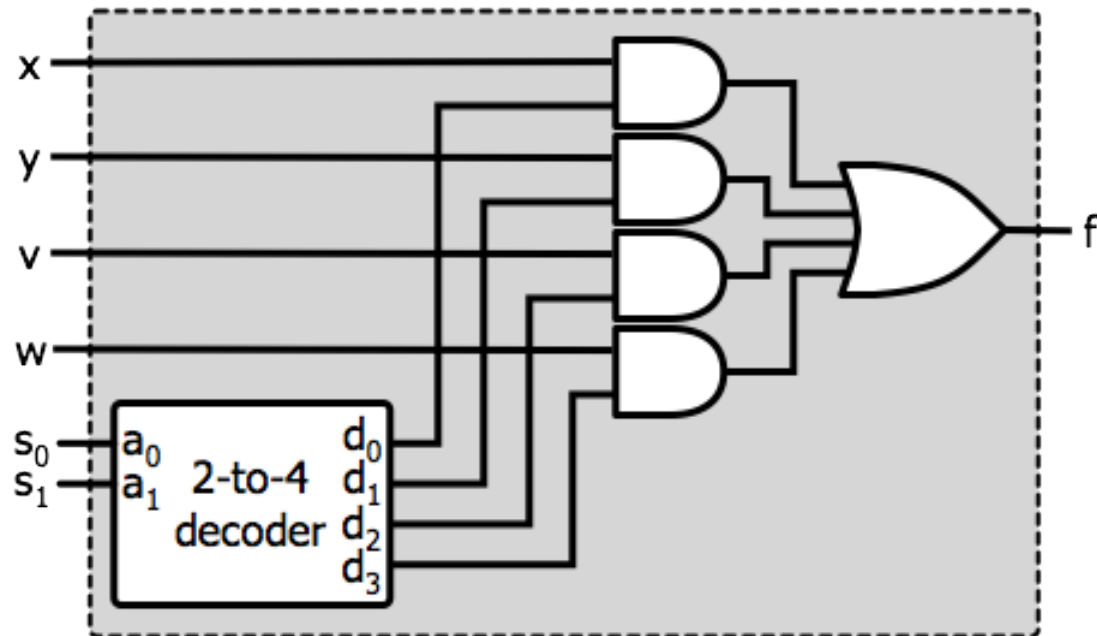 x
y
v
w
f
s₀
s₁
a₀
a₁
2-to-4
decoder
d₀
d₁
d₂
d₃